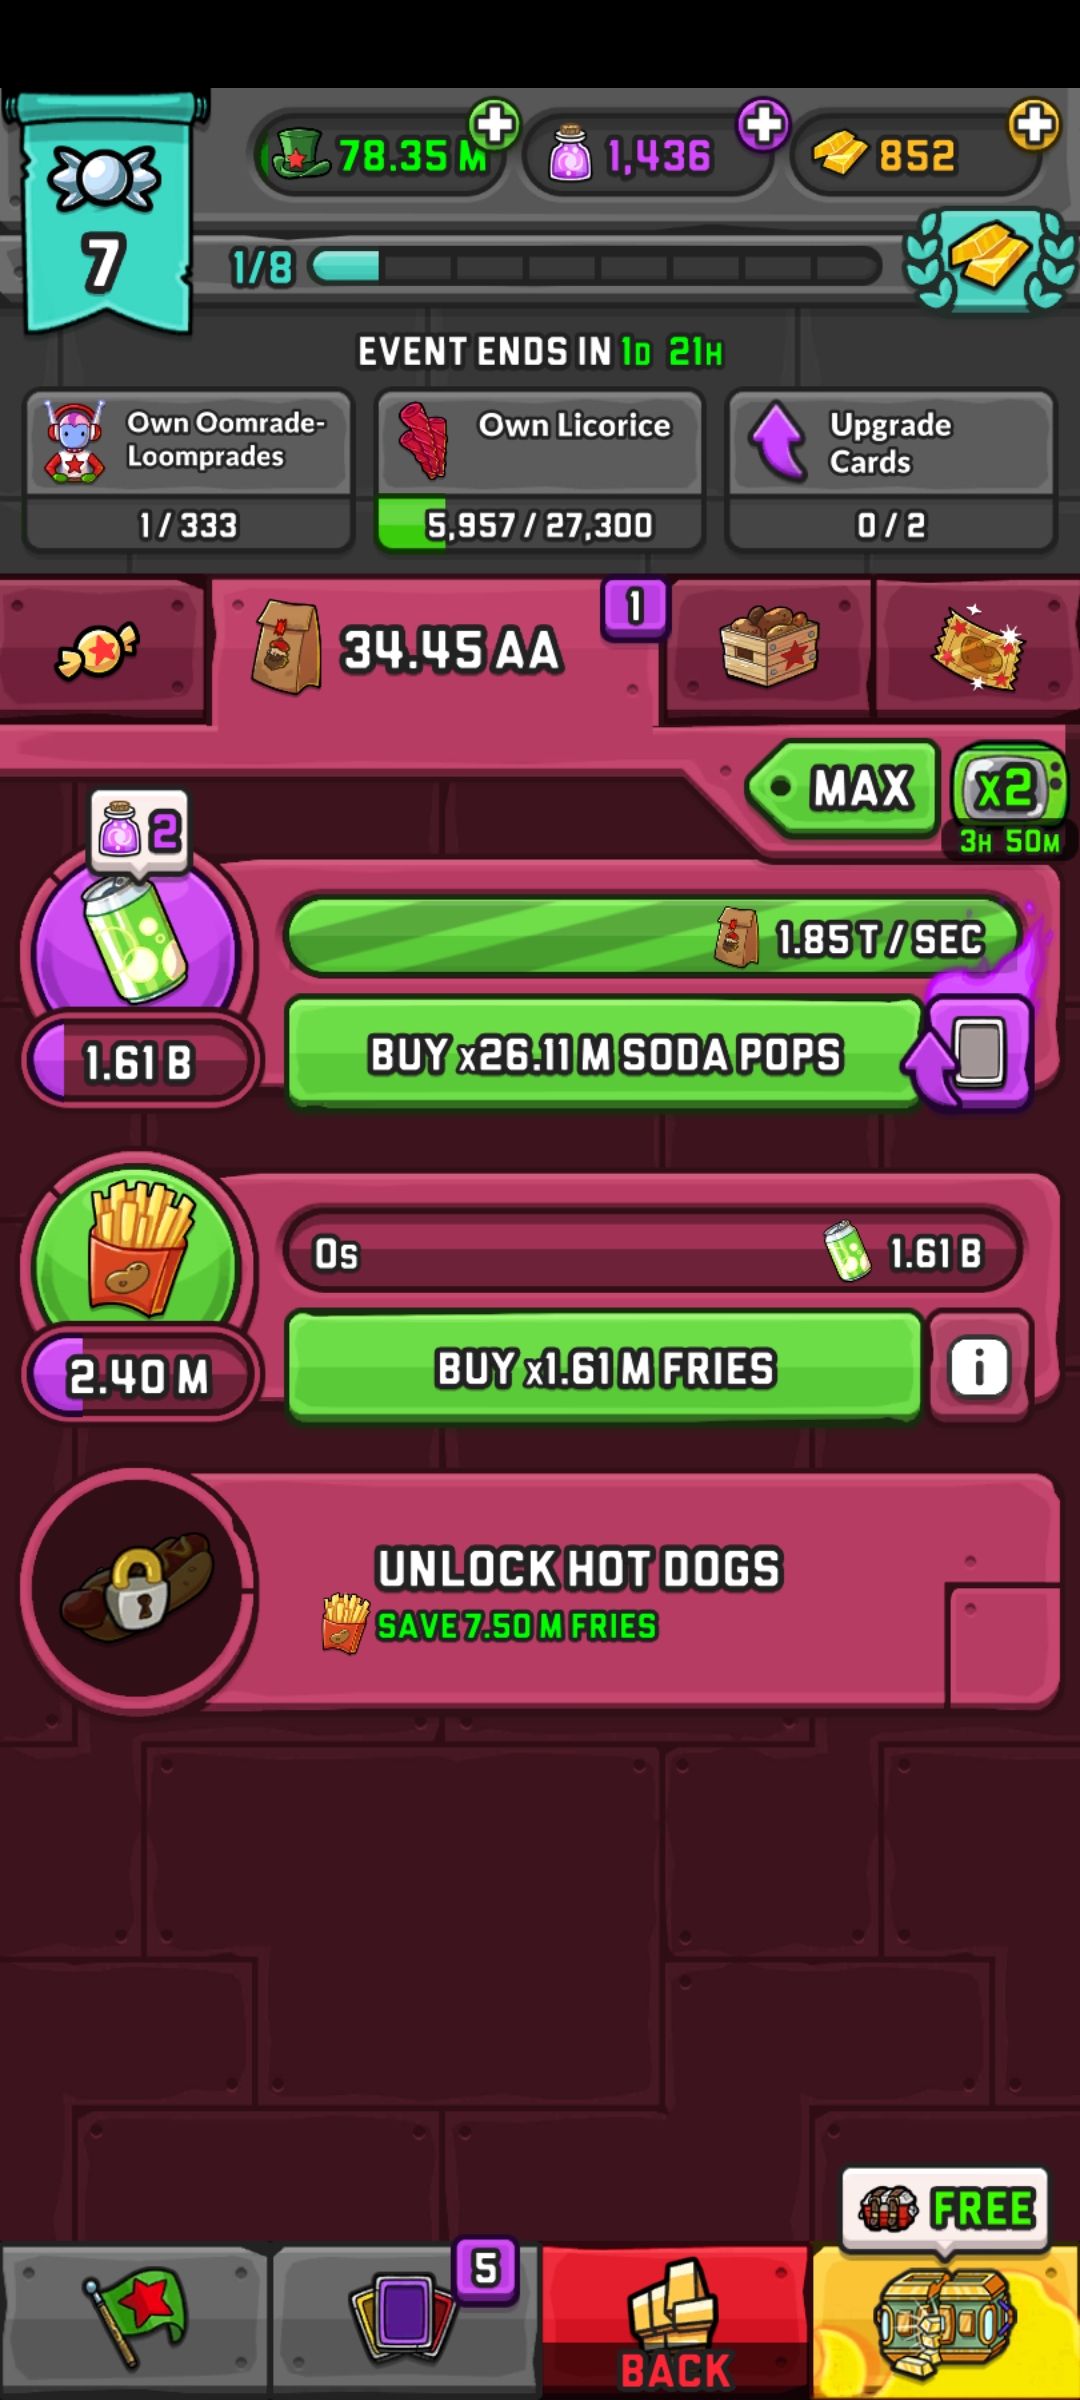 78.35 M
1,436
852
7
1/8
EVENT ENDS IN 1D 21H
Own Oomrade-
Loomprades
1 / 333
Own Licorice
5,957 / 27,300
Upgrade
Cards
0 / 2
34.45 AA
1
MAX
x2
3H 50M
2
1.85 T / SEC
1.61 B
BUY x26.11 M SODA POPS
0s
1.61 B
2.40 M
BUY x1.61 M FRIES
i
UNLOCK HOT DOGS
SAVE 7.50 M FRIES
FREE
5
BACK